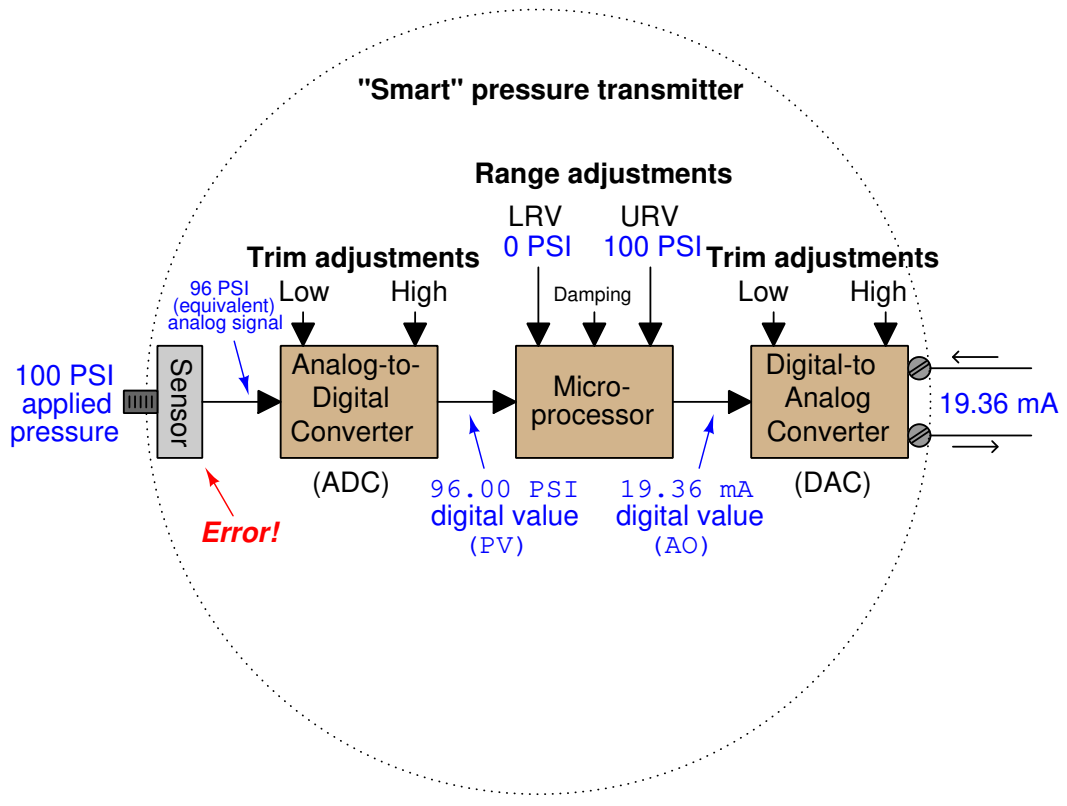 "Smart" pressure transmitter
Range adjustments
LRV
0 PSI
URV
100 PSI
Damping
Trim adjustments
Low
High
Trim adjustments
Low
High
96 PSI
(equivalent)
analog signal
100 PSI
applied
pressure
Sensor
Analog-to-
Digital
Converter
(ADC)
Micro-
processor
Digital-to
Analog
Converter
(DAC)
19.36 mA
Error!
96.00 PSI
digital value
(PV)
19.36 mA
digital value
(AO)